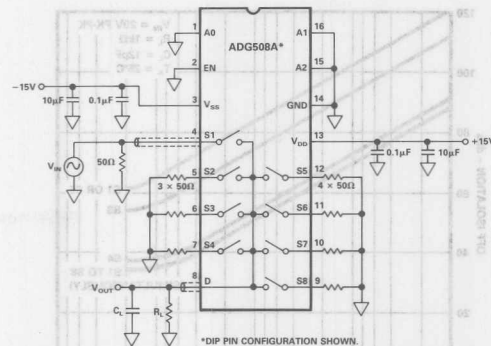 ADG508A*
1 A0
2 EN
3 VSS
4 S1
5 S2
6 S3
7 S4
8 D
16 A1
15 A2
14 GND
13 VDD
12 S5
11 S6
10 S7
9 S8
−15V
10µF
0.1µF
VIN
50Ω
3 × 50Ω
VOUT
CL
RL
+15V
0.1µF
10µF
4 × 50Ω
*DIP PIN CONFIGURATION SHOWN.